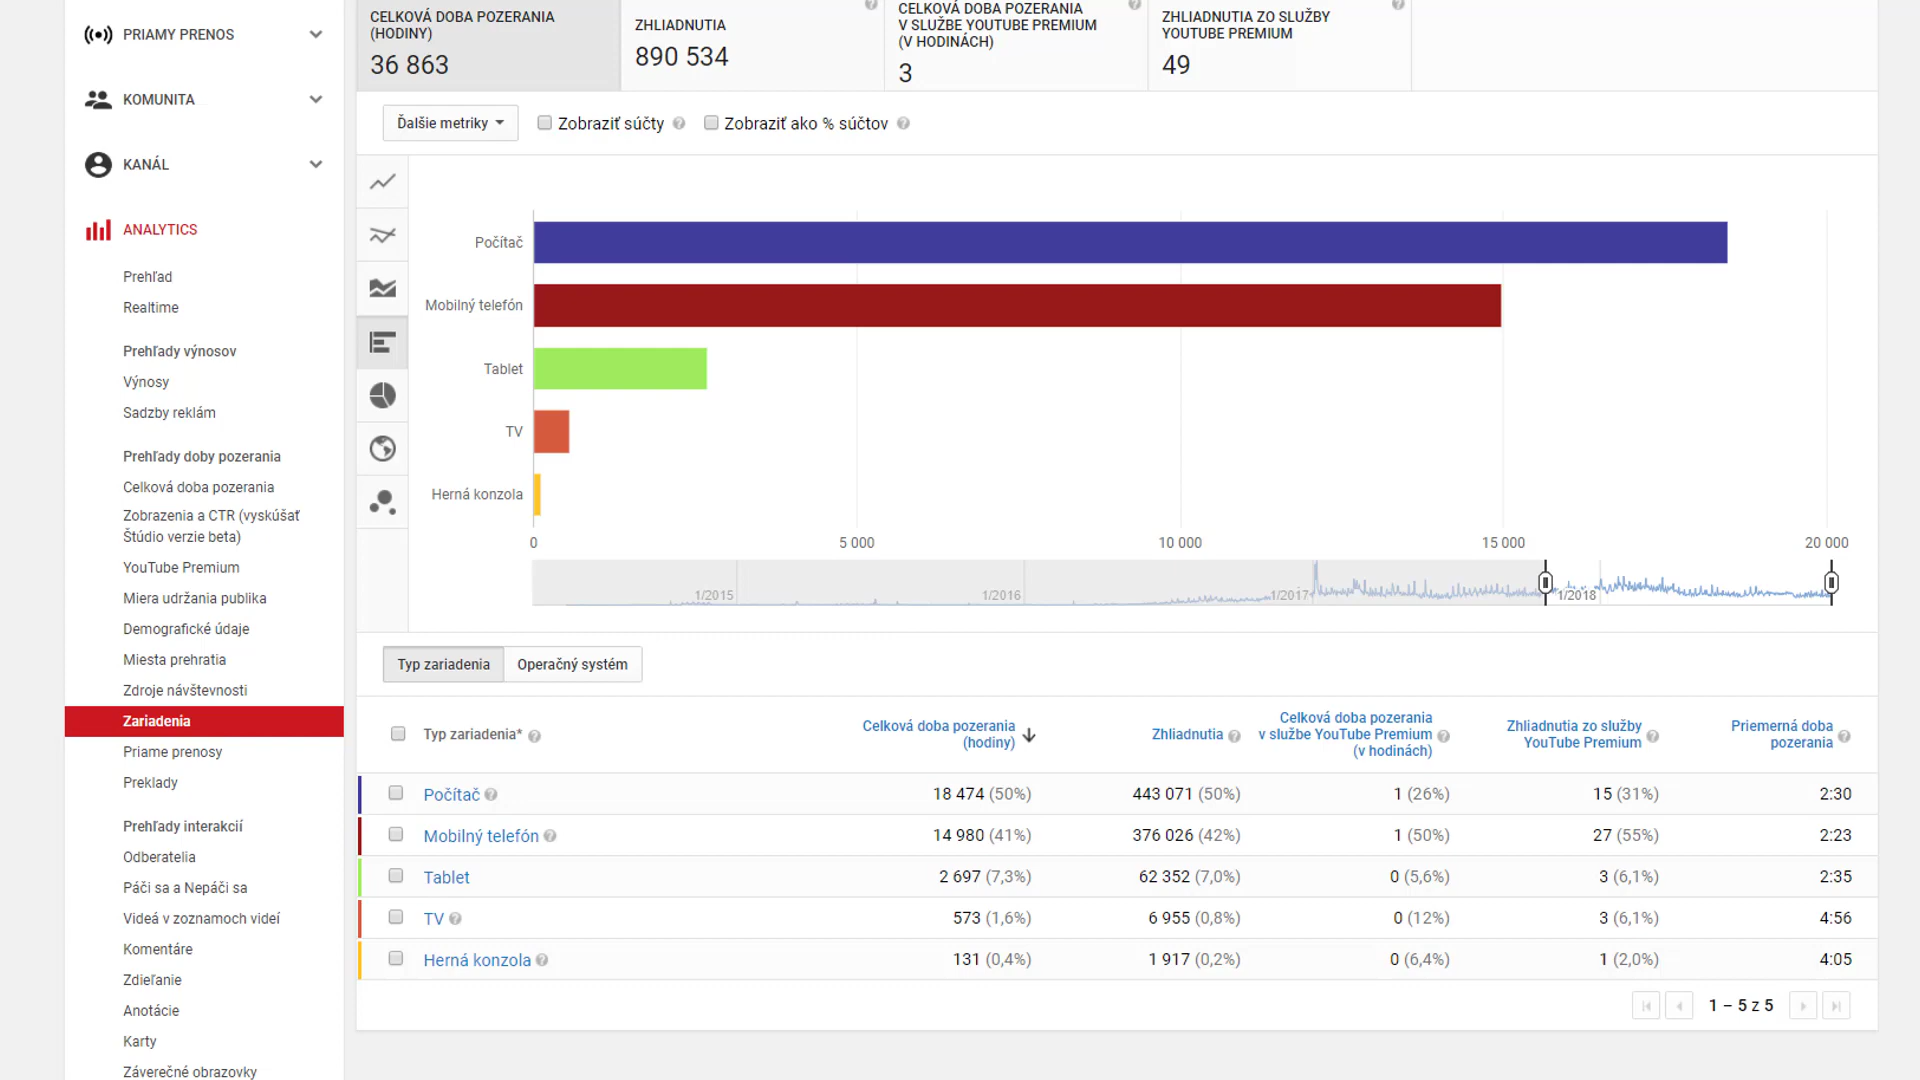 PRIAMY PRENOS
KOMUNITA
KANÁL
ANALYTICS
Prehľad
Realtime
Prehľady výnosov
Výnosy
Sadzby reklám
Prehľady doby pozerania
Celková doba pozerania
Zobrazenia a CTR (vyskúšať
Štúdio verzie beta)
YouTube Premium
Miera udržania publika
Demografické údaje
Miesta prehratia
Zdroje návštevnosti
Zariadenia
Priame prenosy
Preklady
Prehľady interakcií
Odberatelia
Páči sa a Nepáči sa
Videá v zoznamoch videí
Komentáre
Zdieľanie
Anotácie
Karty
Záverečné obrazovky
CELKOVÁ DOBA POZERANIA
(HODINY)
36 863
ZHLIADNUTIA
890 534
CELKOVÁ DOBA POZERANIA
V SLUŽBE YOUTUBE PREMIUM
(V HODINÁCH)
3
ZHLIADNUTIA ZO SLUŽBY
YOUTUBE PREMIUM
49
Ďalšie metriky Zobraziť súčty Zobraziť ako % súčtov
Počítač
Mobilný telefón
Tablet
TV
Herná konzola
0 5 000 10 000 15 000 20 000
1/2015 1/2016 1/2017 1/2018
Typ zariadenia Operačný systém
Typ zariadenia*
Celková doba pozerania
(hodiny)
Zhliadnutia
Celková doba pozerania
v službe YouTube Premium
(v hodinách)
Zhliadnutia zo služby
YouTube Premium
Priemerná doba
pozerania
Počítač 18 474 (50%) 443 071 (50%) 1 (26%) 15 (31%) 2:30
Mobilný telefón 14 980 (41%) 376 026 (42%) 1 (50%) 27 (55%) 2:23
Tablet 2 697 (7,3%) 62 352 (7,0%) 0 (5,6%) 3 (6,1%) 2:35
TV 573 (1,6%) 6 955 (0,8%) 0 (12%) 3 (6,1%) 4:56
Herná konzola 131 (0,4%) 1 917 (0,2%) 0 (6,4%) 1 (2,0%) 4:05
1 – 5 z 5